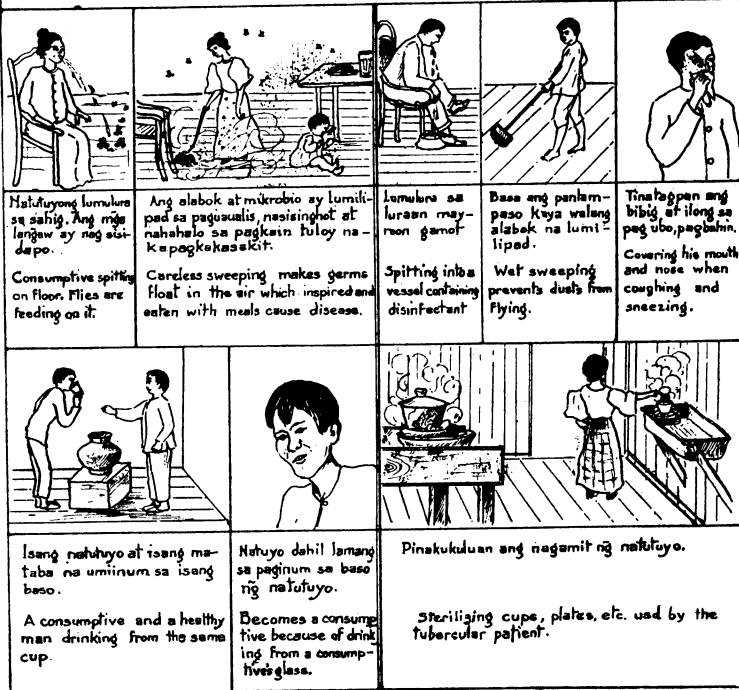 Natutuyong lumulura
sa sahig. Ang mga
langaw ay nag sisi-
dapo.
Consumptive spitting
on floor. Flies are
feeding on it.
Ang alabok at mikrobio ay lumili-
pad sa paguaualis, nasisinghot at
nahahalo sa pagkain tuloy na-
kapagkakasakit.
Careless sweeping makes germs
float in the air which inspired and
eaten with meals cause disease.
Lumulura sa
luraan may-
roon gamot
Spitting into a
vessel containing
disinfectant
Basa ang panlam-
paso kaya walang
alabok na lumi-
lipad.
Wet sweeping
prevents dusts from
flying.
Tinatagpan ang
bibig, at ilong sa
pag ubo, pagbahin.
Covering his mouth
and nose when
coughing and
sneezing.
Isang natutuyo at isang ma-
taba na umiinum sa isang
baso.
A consumptive and a healthy
man drinking from the same
cup.
Natuyo dahil lamang
sa paginum sa baso
ng̃ natutuyo.
Becomes a consump
tive because of drink
ing from a consump-
tive's glass.
Pinakukuluan ang nagamit ng̃ natutuyo.
Sterilizing cups, plates, etc. usd by the
tubercular patient.